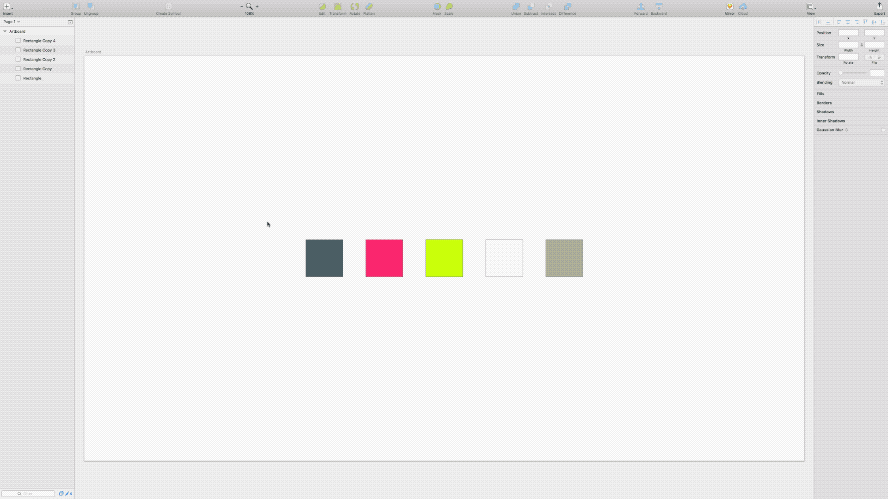 Insert
Group Ungroup
Create Symbol
100%
Edit Transform Rotate Flatten
Mask Scale
Union Subtract Intersect Difference
Forward Backward
Mirror Cloud
View
Export
Page 1
Artboard
Rectangle Copy 4
Rectangle Copy 3
Rectangle Copy 2
Rectangle Copy
Rectangle
Artboard
Position
X Y
Size
Width Height
Transform
Rotate Flip
Opacity
Blending Normal
Fills
Borders
Shadows
Inner Shadows
Gaussian Blur